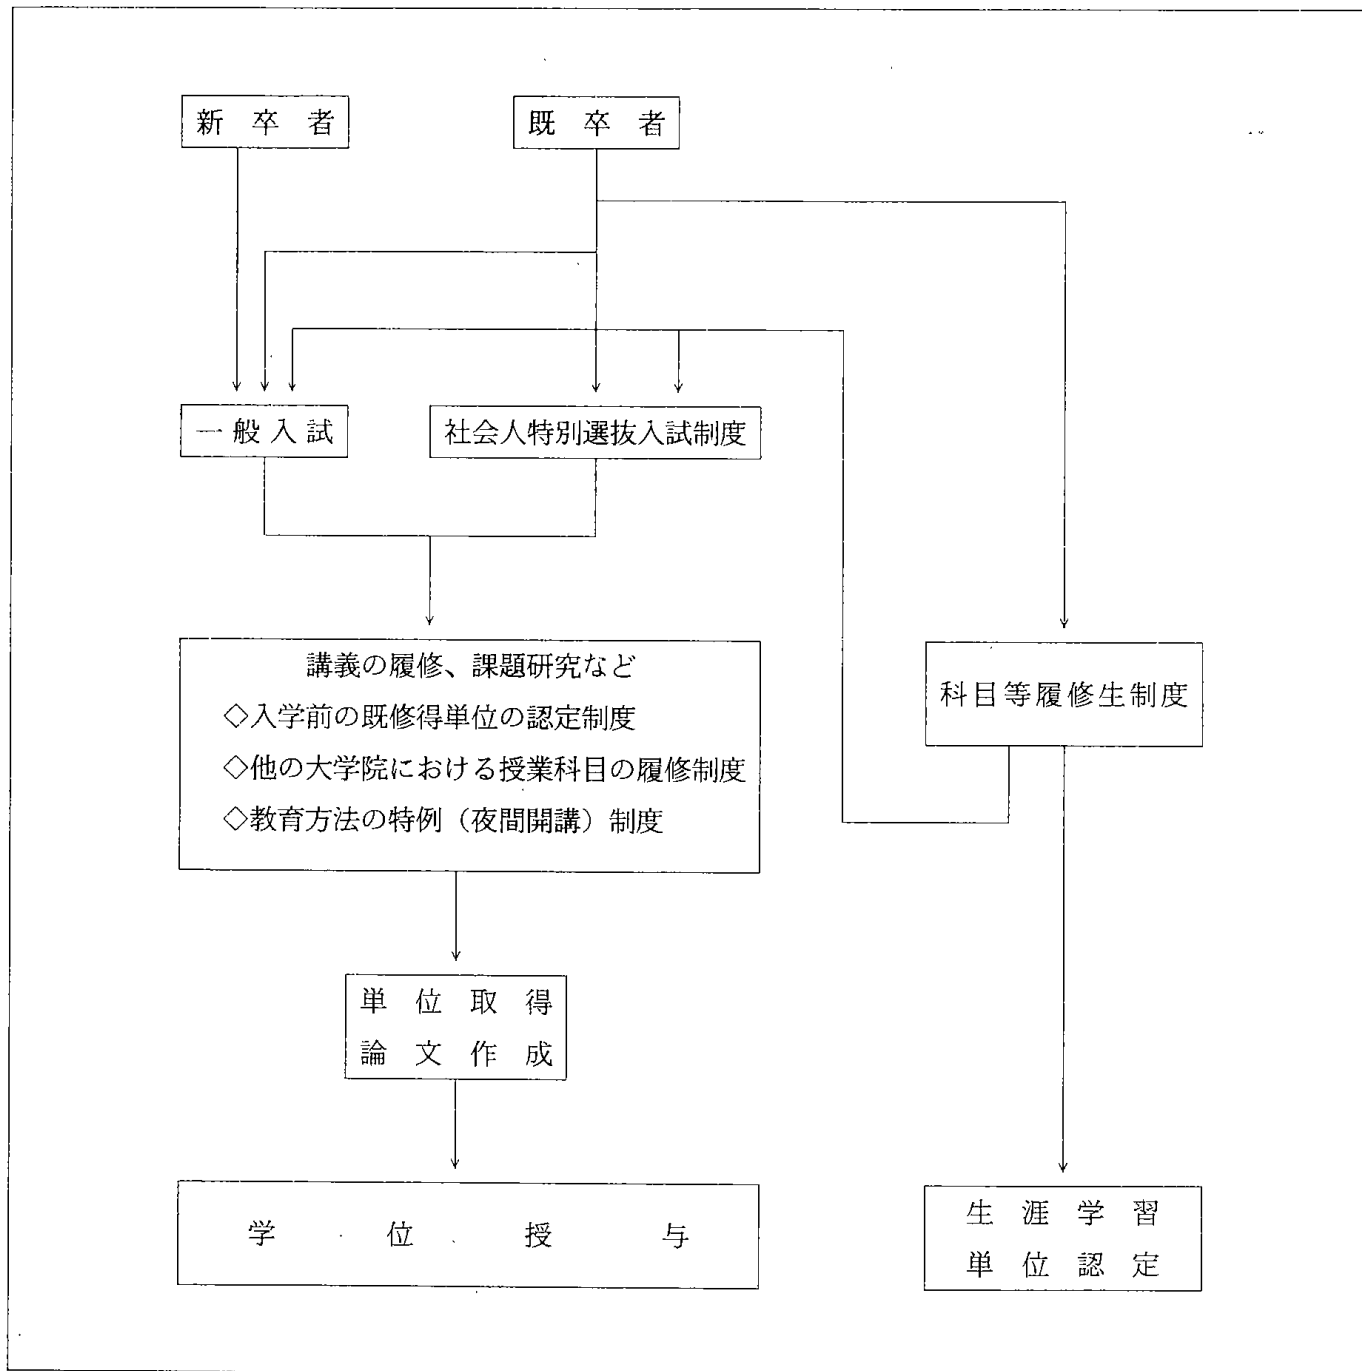 新卒者
既卒者
一般入試
社会人特別選抜入試制度
講義の履修、課題研究など
◇入学前の既修得単位の認定制度
◇他の大学院における授業科目の履修制度
◇教育方法の特例（夜間開講）制度
科目等履修生制度
単位取得
論文作成
学位授与
生涯学習
単位認定